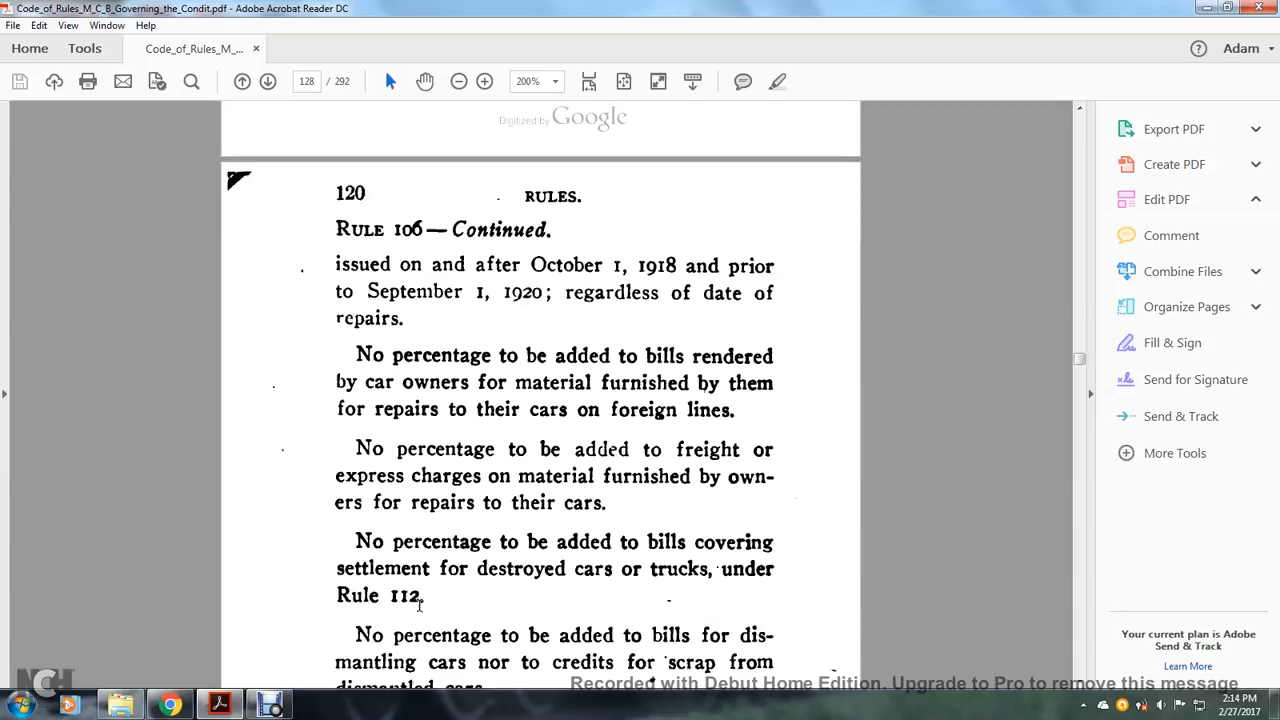 Code_of_Rules_M_C_B_Governing_the_Condit.pdf - Adobe Acrobat Reader DC
File Edit View Window Help
Home Tools Code_of_Rules_M_... × Adam
128 / 292 200%
Digitized by Google
120 RULES.
RULE 106—Continued.
issued on and after October 1, 1918 and prior
to September 1, 1920; regardless of date of
repairs.
No percentage to be added to bills rendered
by car owners for material furnished by them
for repairs to their cars on foreign lines.
No percentage to be added to freight or
express charges on material furnished by own-
ers for repairs to their cars.
No percentage to be added to bills covering
settlement for destroyed cars or trucks, under
Rule 112.
No percentage to be added to bills for dis-
mantling cars nor to credits for scrap from
dismantled cars.
Export PDF
Create PDF
Edit PDF
Comment
Combine Files
Organize Pages
Fill & Sign
Send for Signature
Send & Track
More Tools
Your current plan is Adobe
Send & Track
Learn More
NCH
Recorded with Debut Home Edition. Upgrade to Pro to remove this message
2:14 PM
2/27/2017